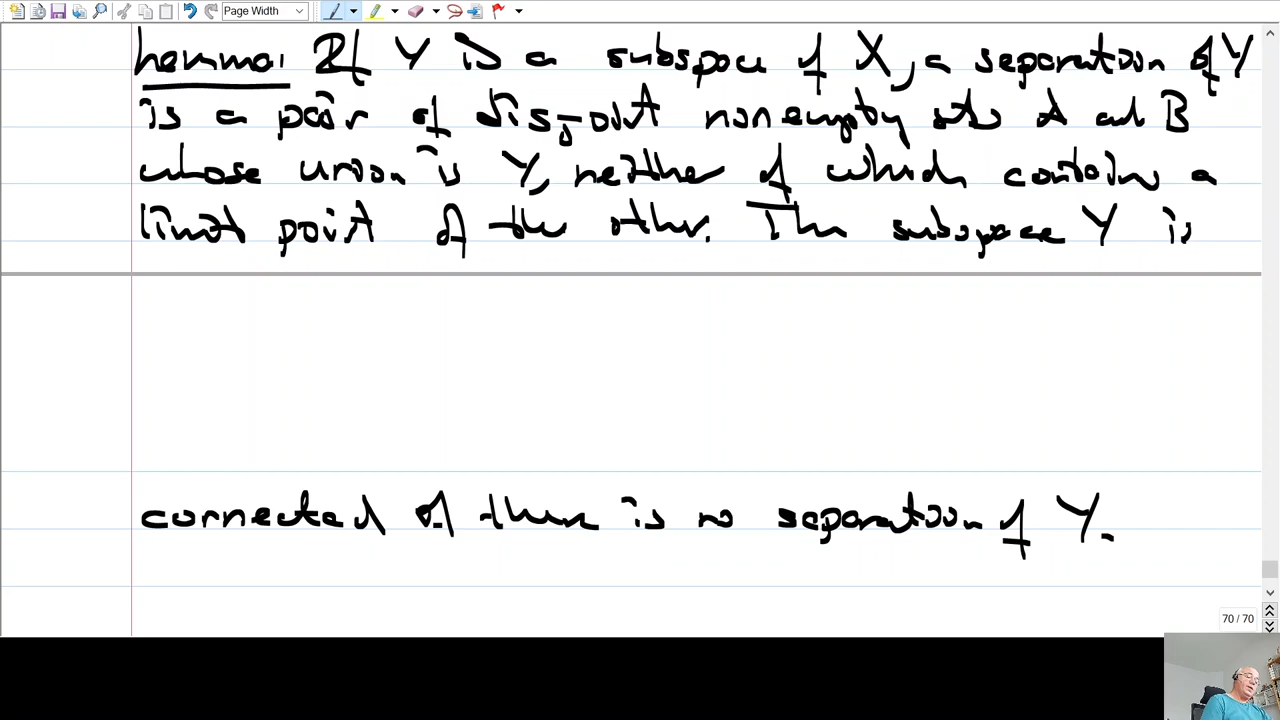 Page Width
Lemma: If Y is a subspace of X, a separation of Y
is a pair of disjoint nonempty sets A and B
whose union is Y, neither of which contains a
limit point of the other. The subspace Y is
connected if there is no separation of Y.
70 / 70